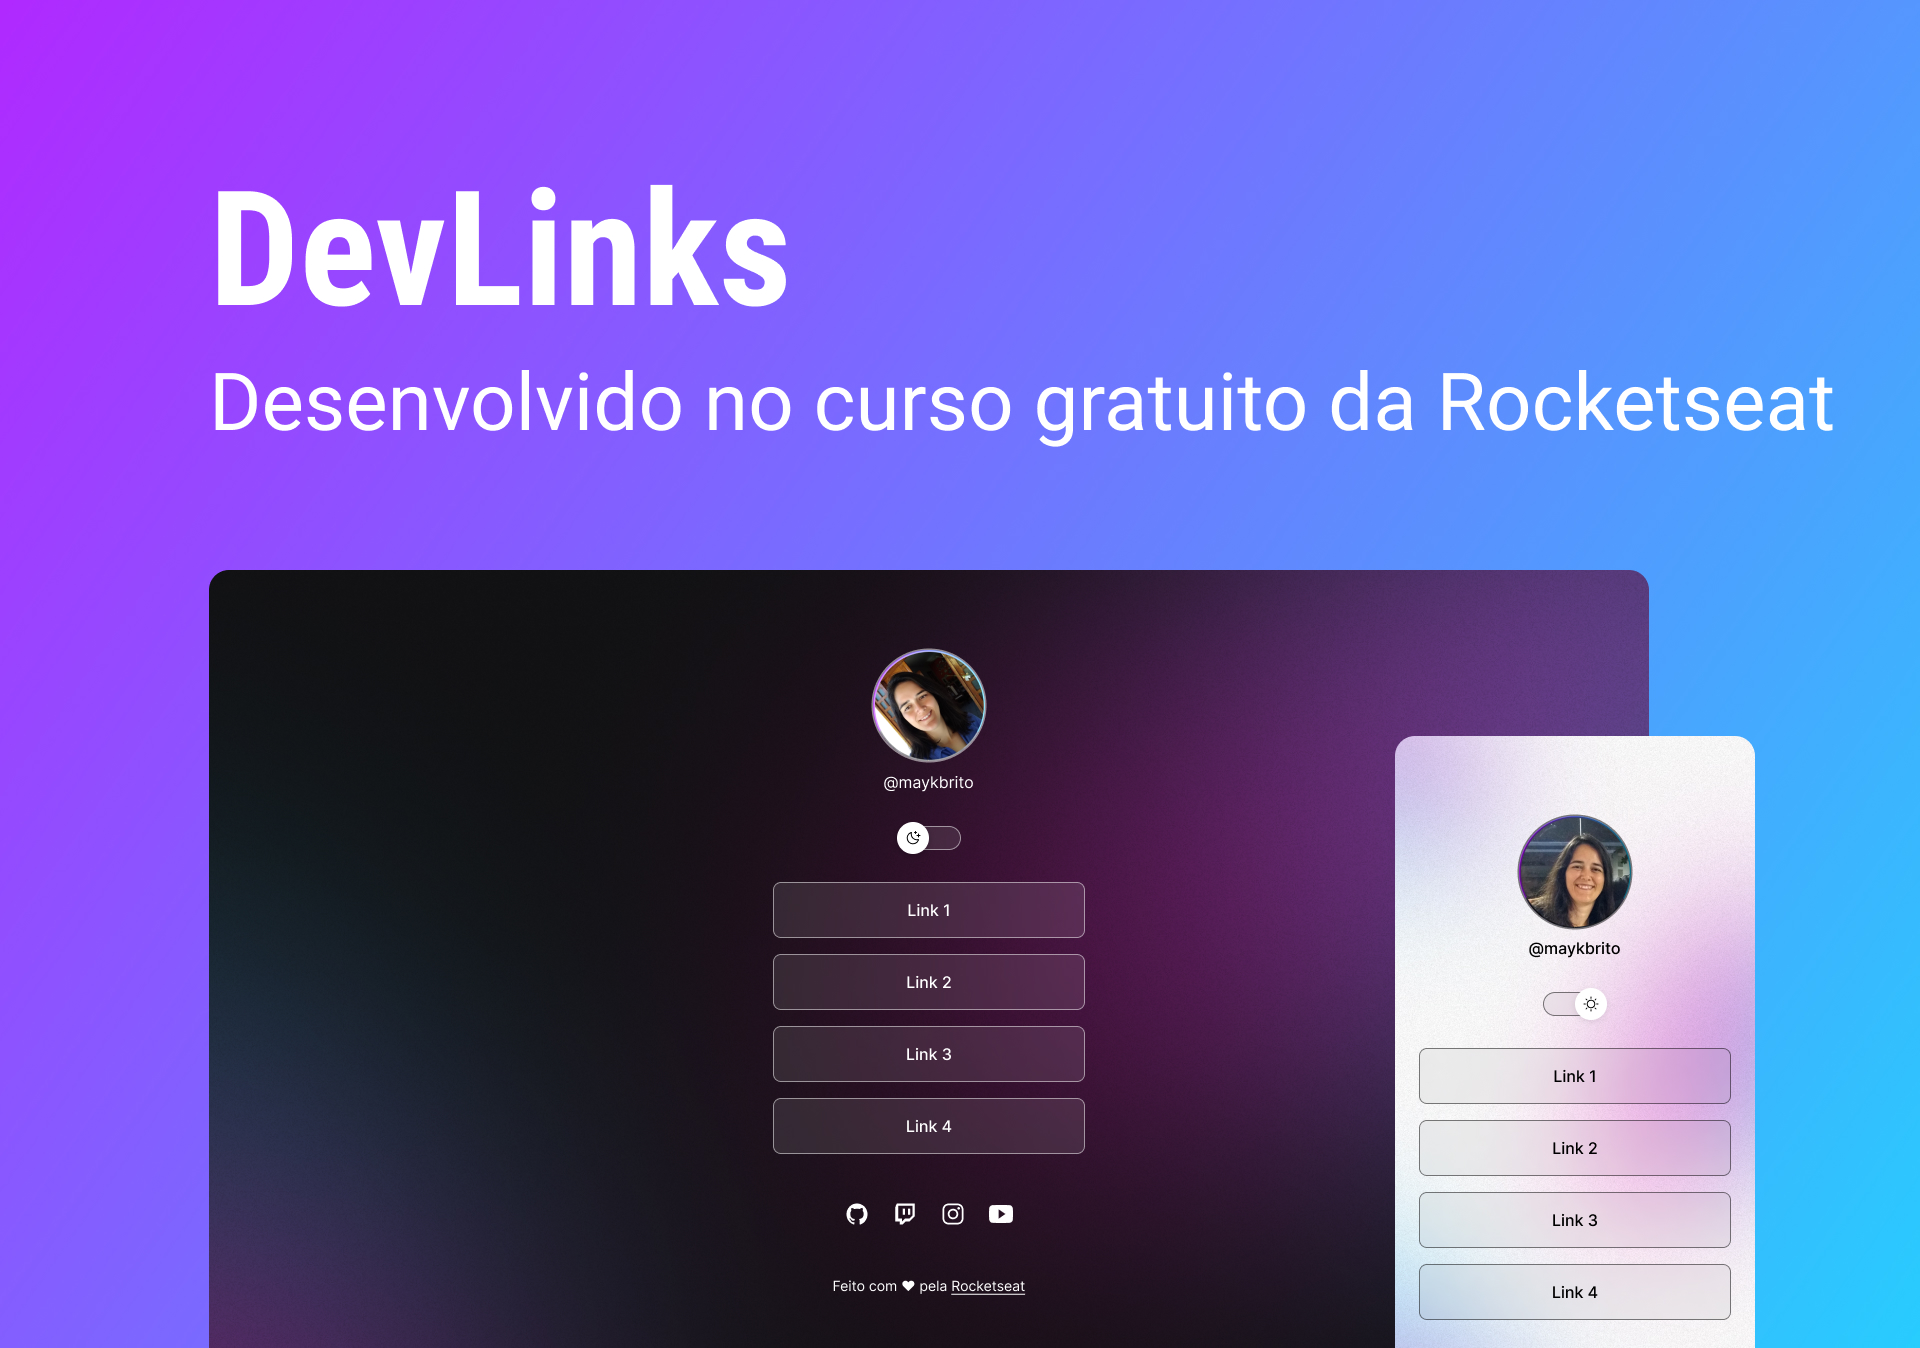 DevLinks
Desenvolvido no curso gratuito da Rocketseat
@maykbrito
Link 1
Link 2
Link 3
Link 4
Feito com ♥ pela Rocketseat
@maykbrito
Link 1
Link 2
Link 3
Link 4